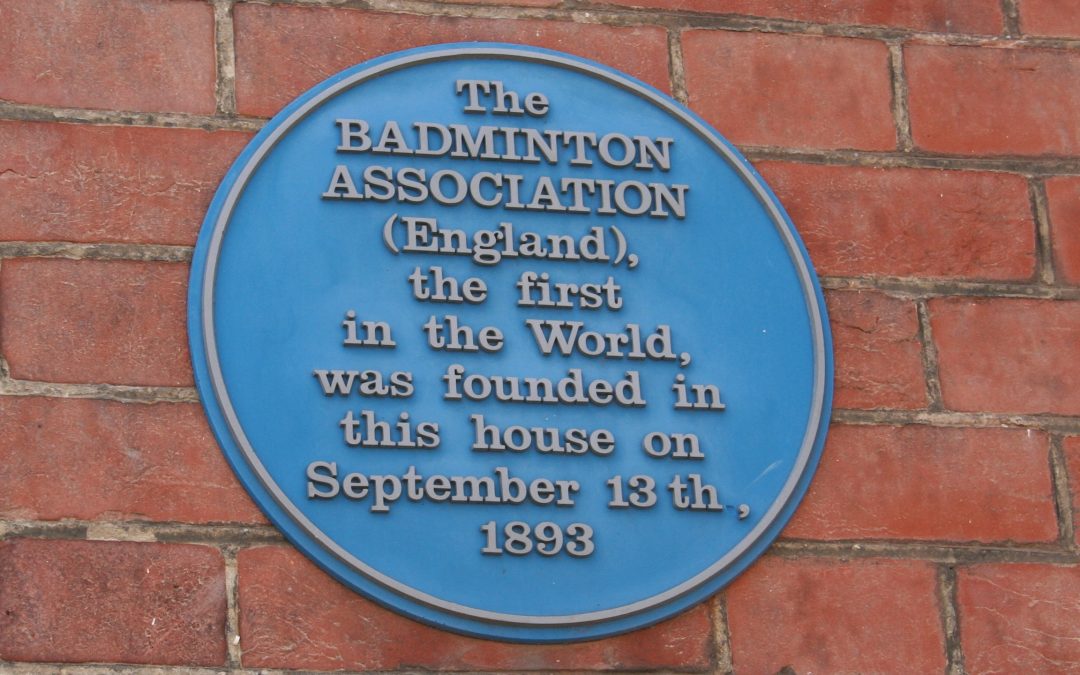 The
BADMINTON
ASSOCIATION
(England),
the first
in the World,
was founded in
this house on
September 13th,
1893